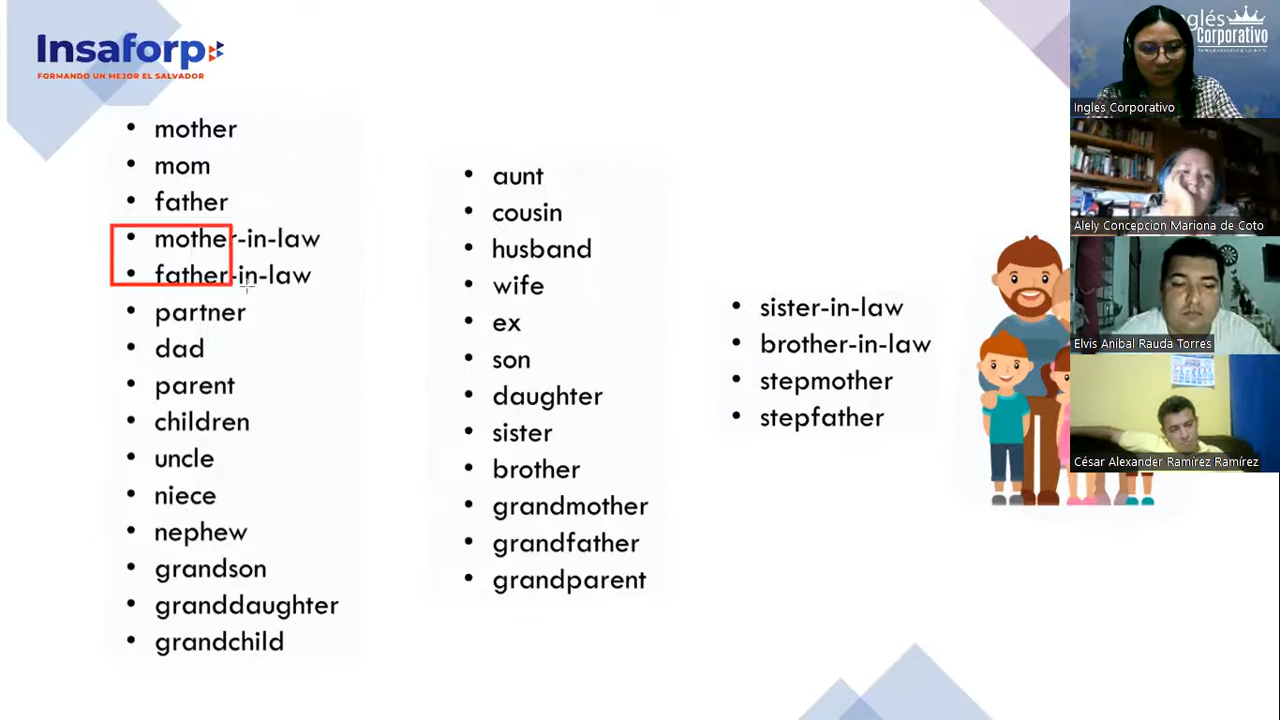 Insaforp
FORMANDO UN MEJOR EL SALVADOR
mother
mom
father
mother-in-law
father-in-law
partner
dad
parent
children
uncle
niece
nephew
grandson
granddaughter
grandchild
aunt
cousin
husband
wife
ex
son
daughter
sister
brother
grandmother
grandfather
grandparent
sister-in-law
brother-in-law
stepmother
stepfather
Inglés
Corporativo
Ingles Corporativo
Alely Concepcion Mariona de Coto
Elvis Anibal Rauda Torres
César Alexander Ramírez Ramírez